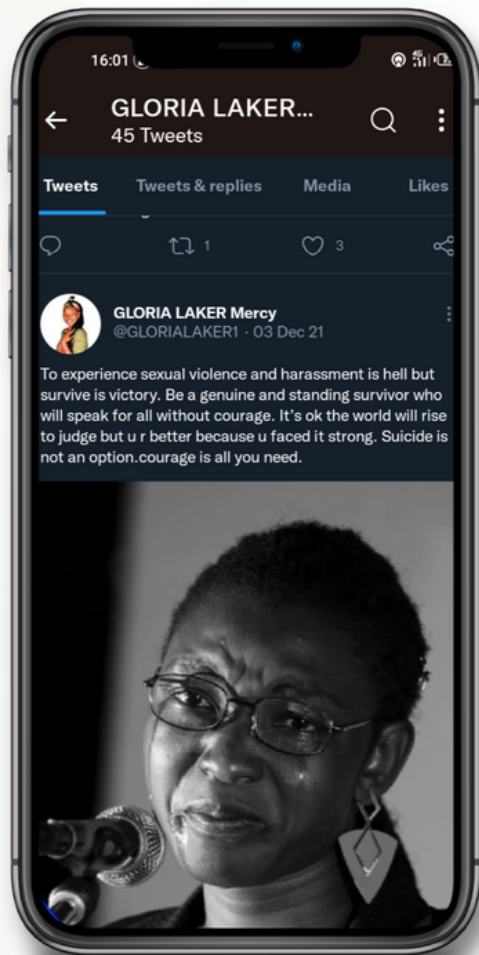 16:01
GLORIA LAKER...
45 Tweets
Tweets Tweets & replies Media Likes
1 3
GLORIA LAKER Mercy
@GLORIALAKER1 · 03 Dec 21
To experience sexual violence and harassment is hell but
survive is victory. Be a genuine and standing survivor who
will speak for all without courage. It's ok the world will rise
to judge but u r better because u faced it strong. Suicide is
not an option.courage is all you need.